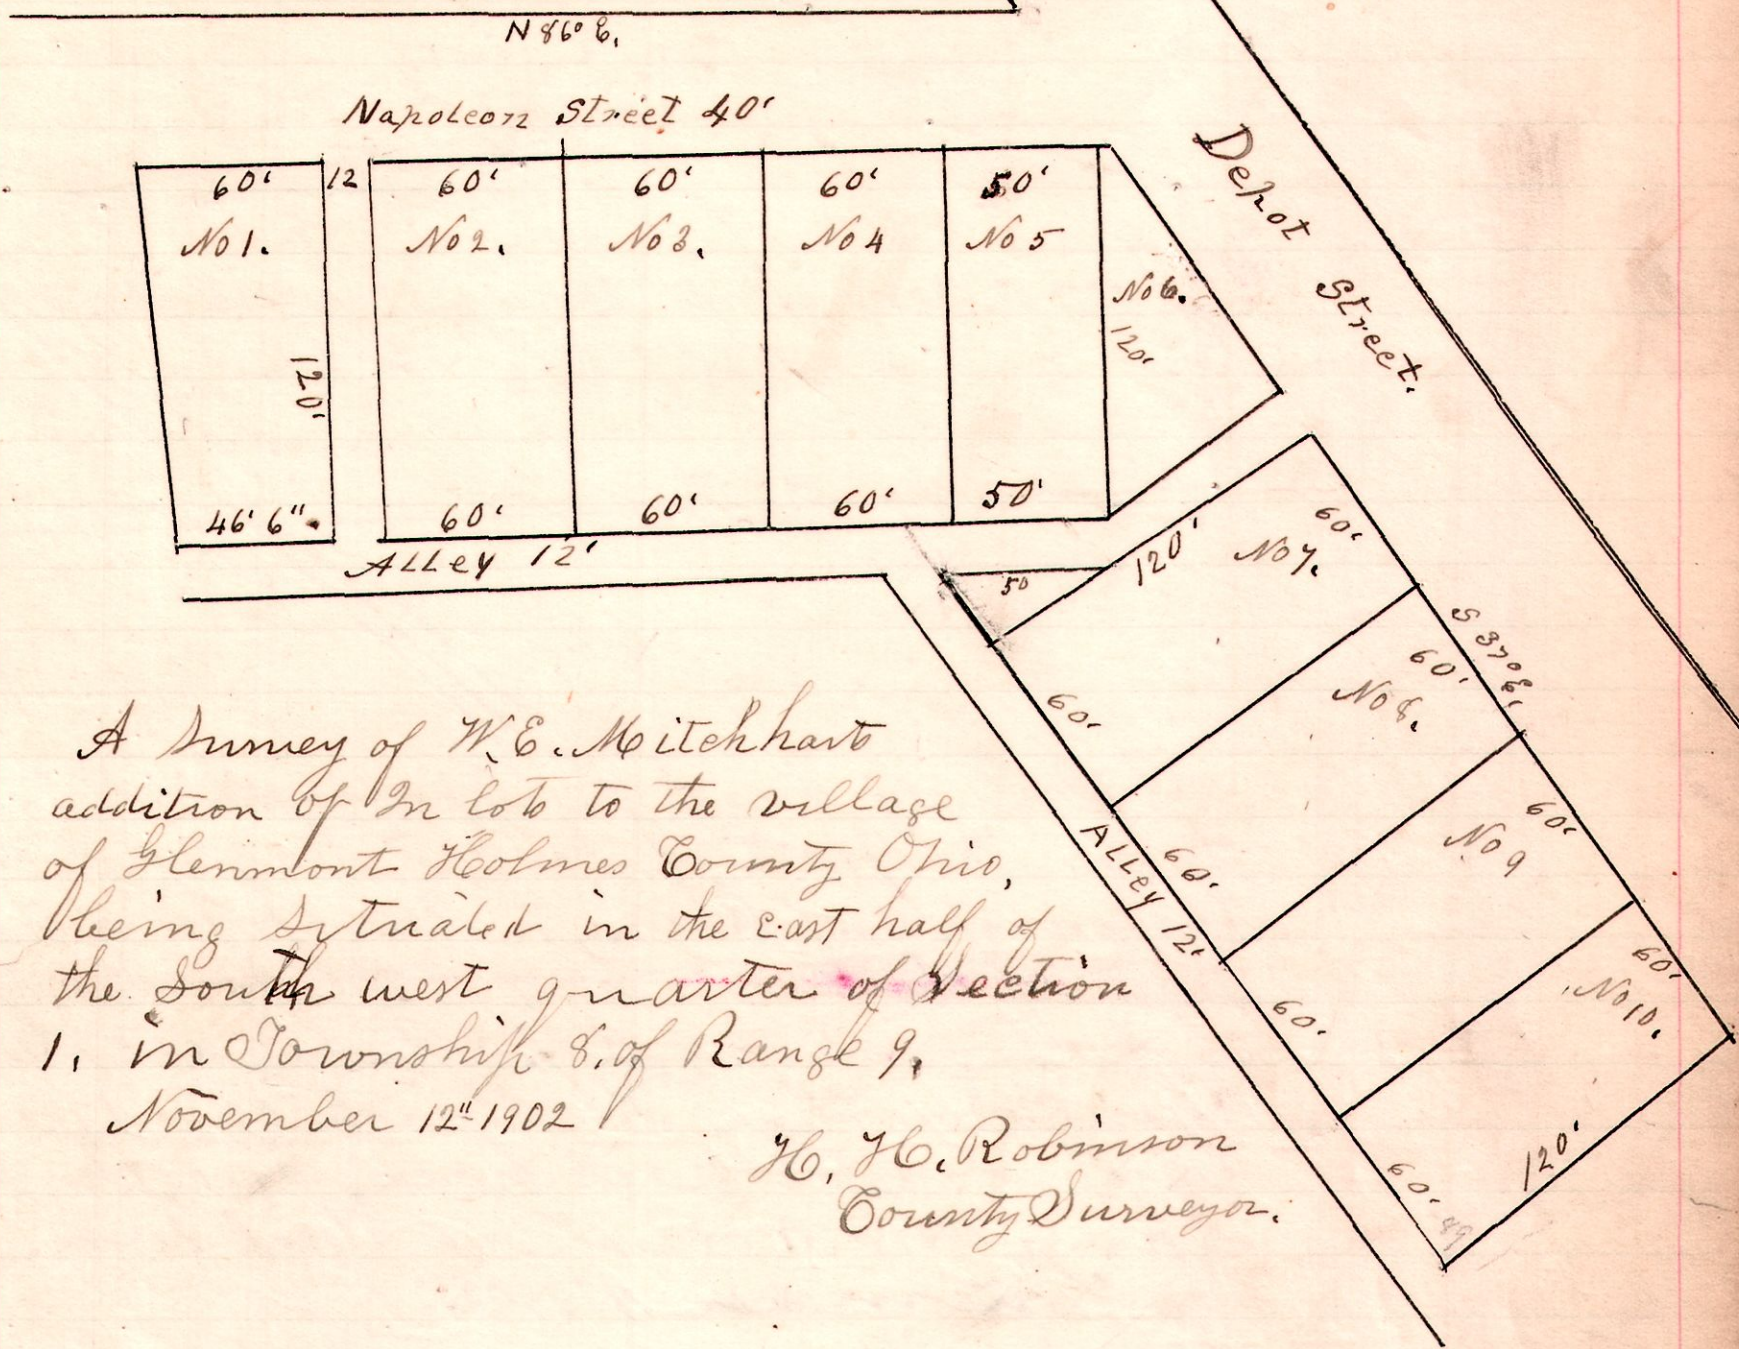 N 86° E.
Napoleon Street 40'
60' 12 60' 60' 60' 50'
No 1. No 2. No 3. No 4 No 5
No 6.
120'
120'
46' 6" 60' 60' 60' 50'
Alley 12'
Depot Street.
50
120'
60'
No 7.
60'
S 37° E.
60'
No 8.
60'
60'
No 9
60'
60'
No 10.
60'
120'
Alley 12'
A Survey of W. E. Mitchhart
addition of In lots to the village
of Glenmont Holmes County Ohio,
being Situated in the east half of
the South west quarter of Section
1. in Township 8. of Range 9.
November 12" 1902
H. H. Robinson
County Surveyor.